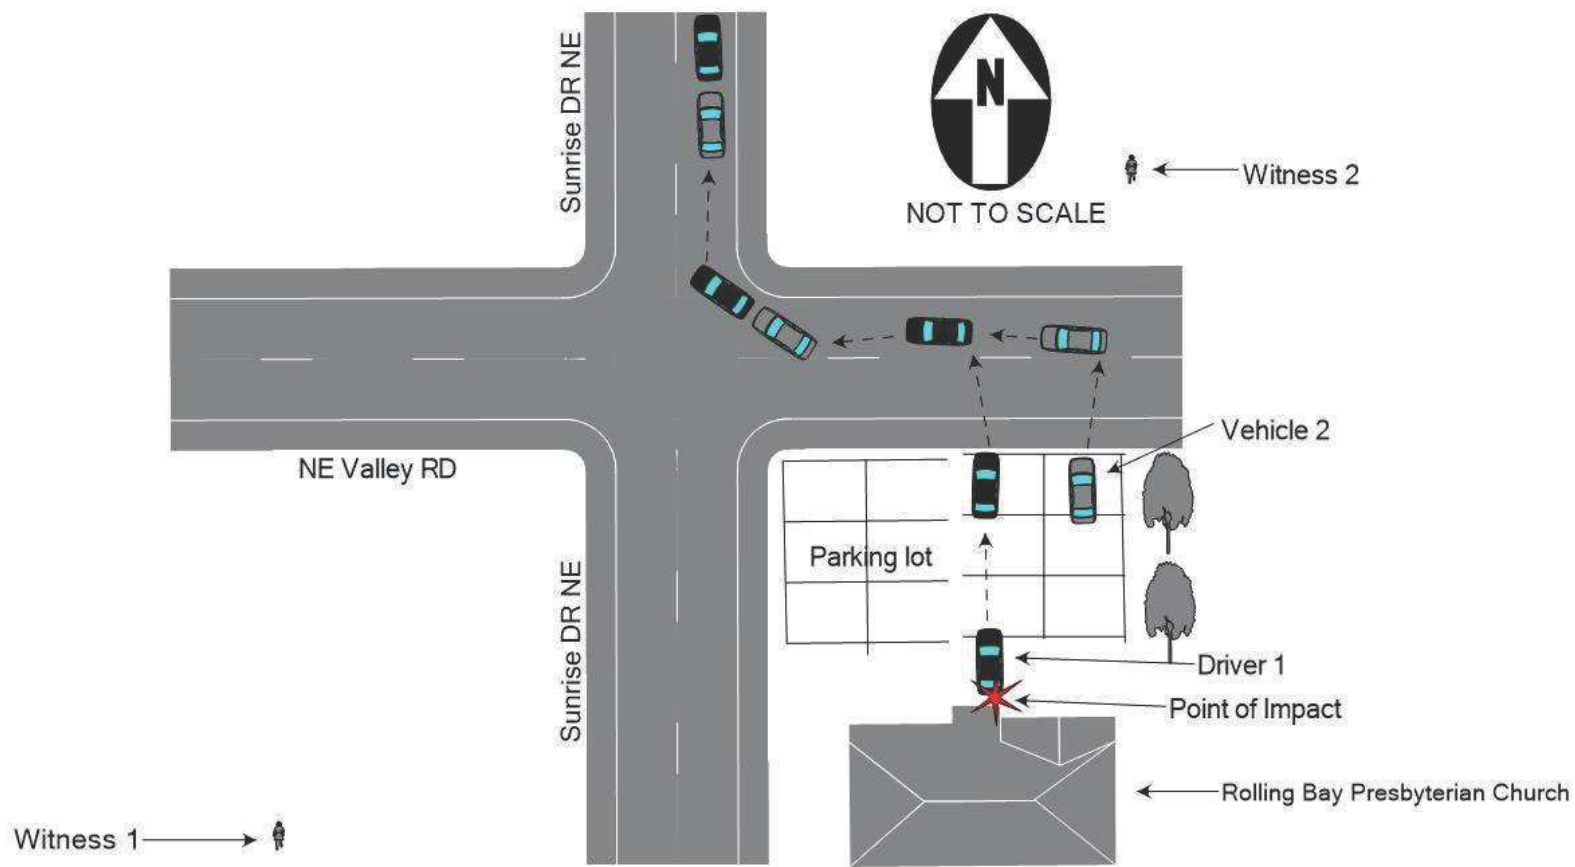 Sunrise DR NE
N
NOT TO SCALE
Witness 2
Vehicle 2
NE Valley RD
Parking lot
Sunrise DR NE
Driver 1
Point of Impact
Rolling Bay Presbyterian Church
Witness 1